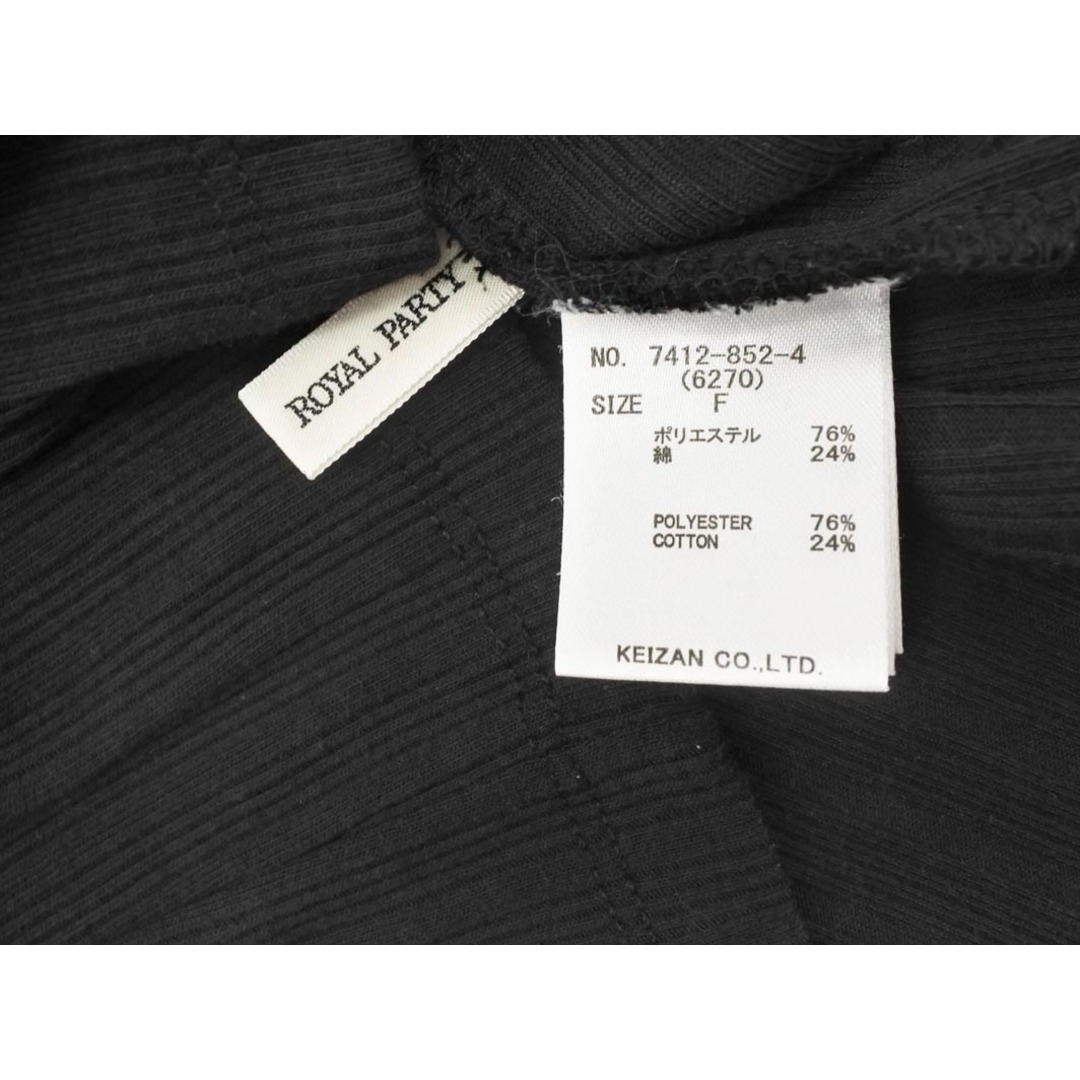 ROYAL PARTY
NO. 7412-852-4
(6270)
SIZE F
ポリエステル 76%
綿 24%
POLYESTER 76%
COTTON 24%
KEIZAN CO.,LTD.